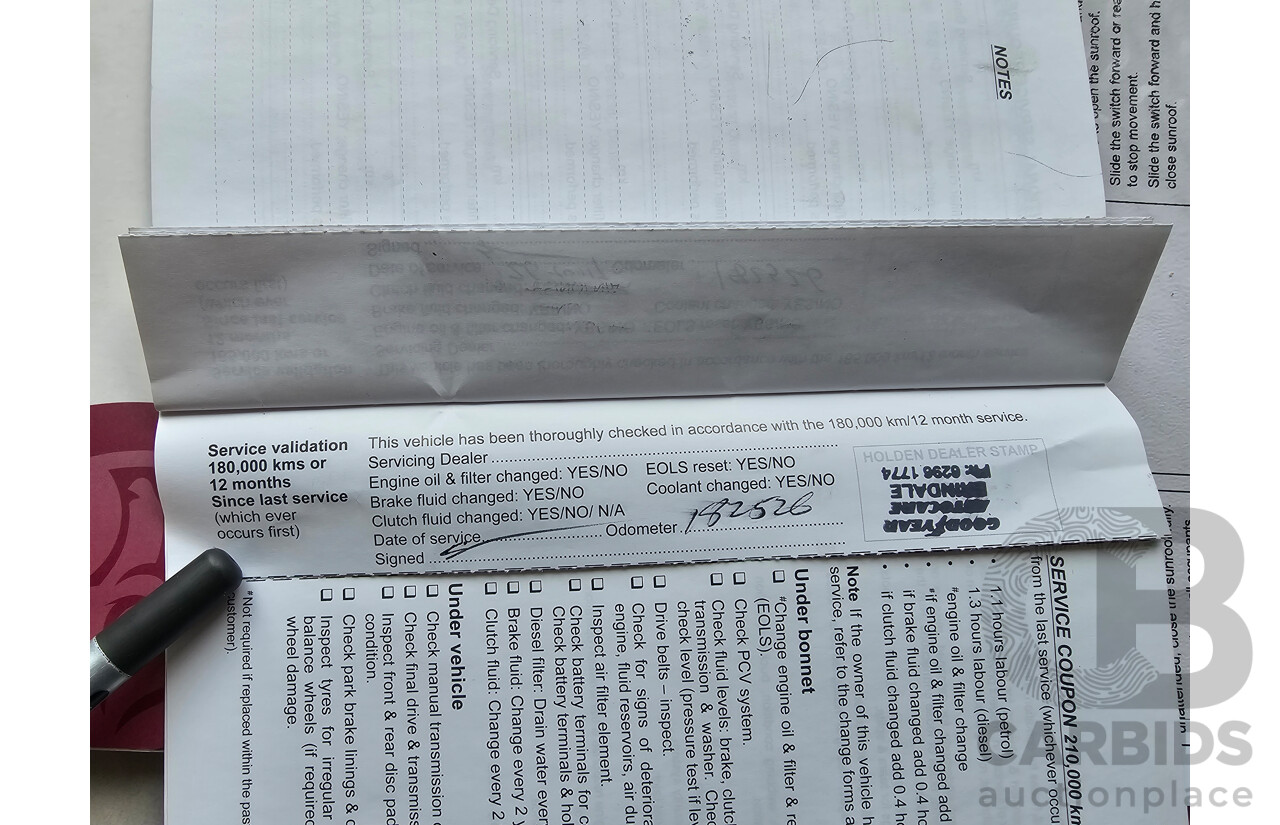 NOTES
open the sunroof.
Slide the switch forward or rea
to stop movement.
Slide the switch forward and h
close sunroof.
Service validation
180,000 kms or
12 months
Since last service
(which ever
occurs first)
This vehicle has been thoroughly checked in accordance with the 180,000 km/12 month service.
Servicing Dealer
Engine oil & filter changed: YES/NO EOLS reset: YES/NO
Brake fluid changed: YES/NO Coolant changed: YES/NO
Clutch fluid changed: YES/NO/ N/A
Date of service Odometer 182526
Signed
HOLDEN DEALER STAMP
GOODYEAR
AUTOCARE
ERINDALE
PH: 6296 1774
SERVICE COUPON 210,000 km
from the last service (whichever occu
• 1.1 hours labour (petrol)
• 1.3 hours labour (diesel)
#engine oil & filter change
*if engine oil & filter changed add
• if brake fluid changed add 0.4 ho
• if clutch fluid changed add 0.4 h
Note If the owner of this vehicle h
service, refer to the change forms a
Under bonnet
#Change engine oil & filter & re
(EOLS).
Check PCV system.
Check fluid levels: brake, clutc
transmission & washer. Chec
check level (pressure test if lev
Drive belts – inspect.
Check for signs of deteriora
engine, fluid reservoirs, air du
Inspect air filter element.
Check battery terminals for c
Check battery terminals & hol
Diesel filter: Drain water ever
Brake fluid: Change every 2 y
Clutch fluid: Change every 2
Under vehicle
Check manual transmission o
Check final drive & transmiss
Inspect front & rear disc pad
condition.
Check park brake linings & c
Inspect tyres for irregular
balance wheels (if required
wheel damage.
#Not required if replaced within the pas
customer).
CARBIDS
auctionplace